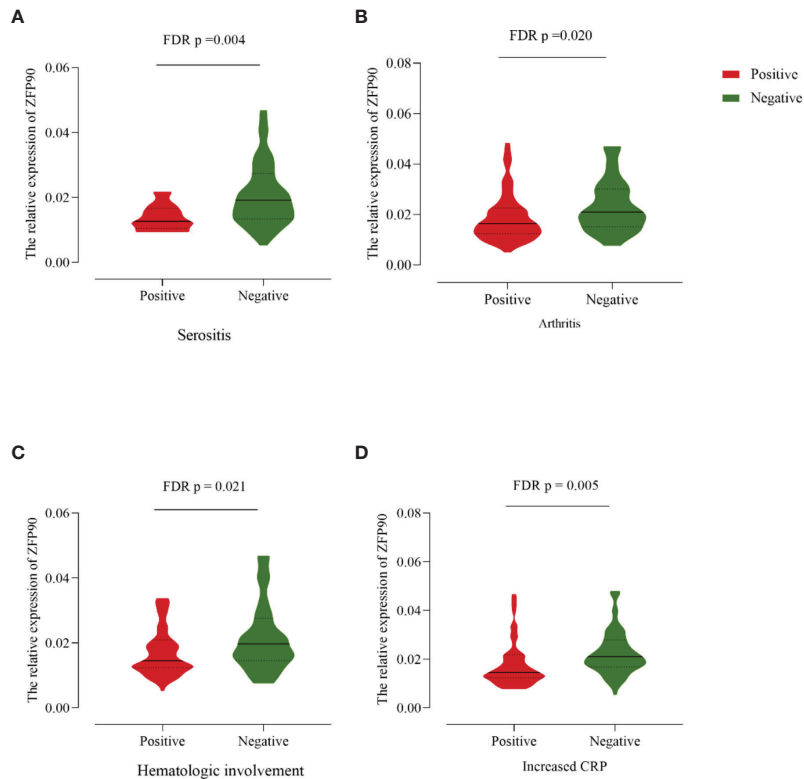 A
FDR p =0.004
The relative expression of ZFP90
0.06
0.04
0.02
0.00
Positive
Negative
Serositis
B
FDR p =0.020
The relative expression of ZFP90
0.08
0.06
0.04
0.02
0.00
Positive
Negative
Arthritis
Positive
Negative
C
FDR p = 0.021
The relative expression of ZFP90
0.06
0.04
0.02
0.00
Positive
Negative
Hematologic involvement
D
FDR p = 0.005
The relative expression of ZFP90
0.08
0.06
0.04
0.02
0.00
Positive
Negative
Increased CRP